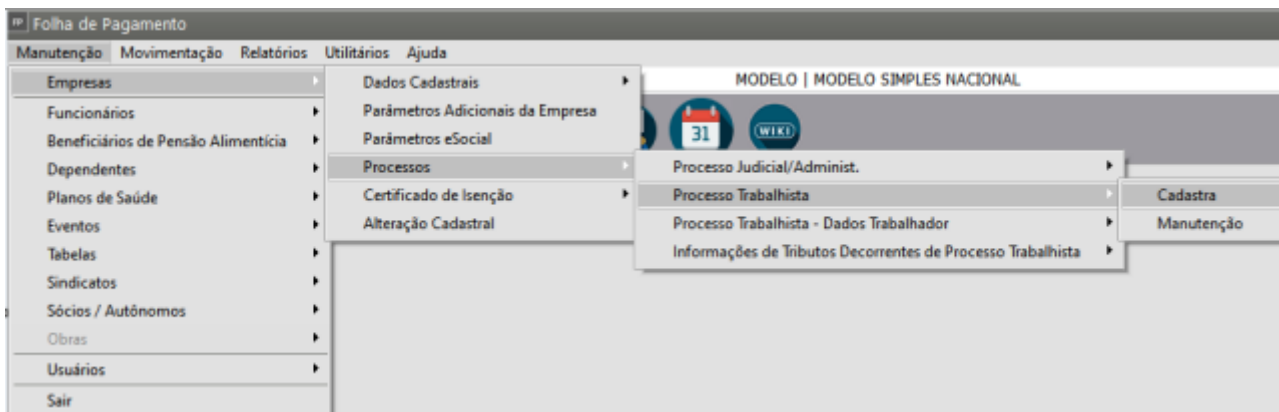 FP Folha de Pagamento
Manutenção Movimentação Relatórios Utilitários Ajuda
MODELO | MODELO SIMPLES NACIONAL
31 WIKI
Empresas
Funcionários
Beneficiários de Pensão Alimentícia
Dependentes
Planos de Saúde
Eventos
Tabelas
Sindicatos
Sócios / Autônomos
Obras
Usuários
Sair
Dados Cadastrais
Parâmetros Adicionais da Empresa
Parâmetros eSocial
Processos
Certificado de Isenção
Alteração Cadastral
Processo Judicial/Administ.
Processo Trabalhista
Processo Trabalhista - Dados Trabalhador
Informações de Tributos Decorrentes de Processo Trabalhista
Cadastra
Manutenção